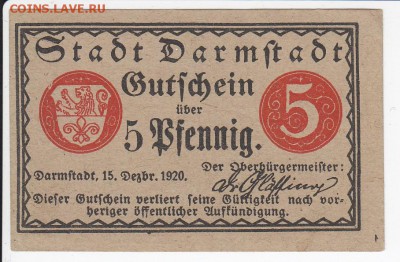 COINS.ЛАВЕ.RU
Stadt Darmstadt
Gutschein
über
5 Pfennig.
5
Der Oberbürgermeister:
Darmstadt, 15. Dezbr. 1920.
Dieser Gutschein verliert seine Gültigkeit nach vor-
heriger öffentlicher Aufkündigung.